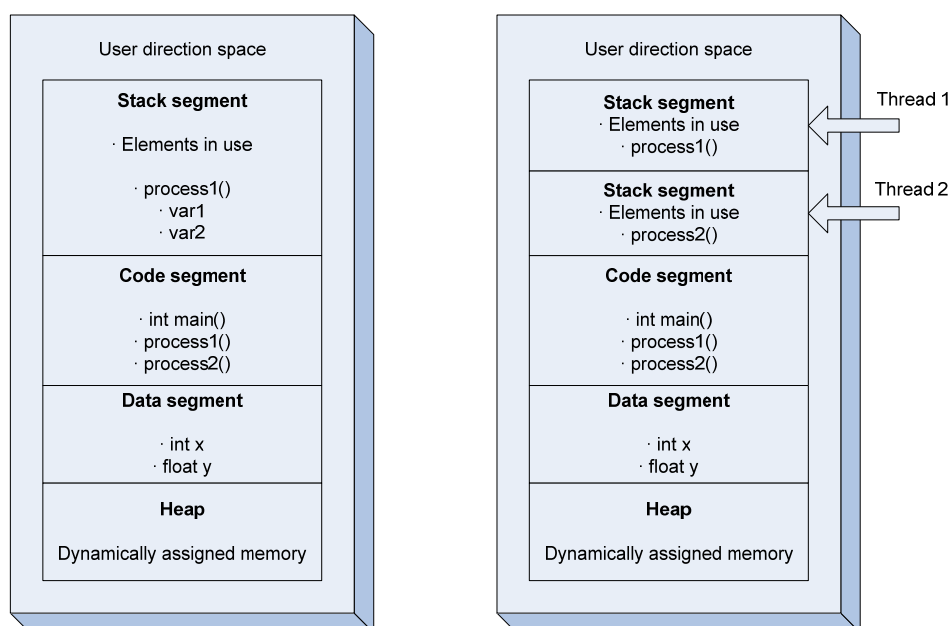 User direction space
Stack segment
· Elements in use
· process1()
· var1
· var2
Code segment
· int main()
· process1()
· process2()
Data segment
· int x
· float y
Heap
Dynamically assigned memory
User direction space
Stack segment
· Elements in use
· process1()
Thread 1
Stack segment
· Elements in use
· process2()
Thread 2
Code segment
· int main()
· process1()
· process2()
Data segment
· int x
· float y
Heap
Dynamically assigned memory